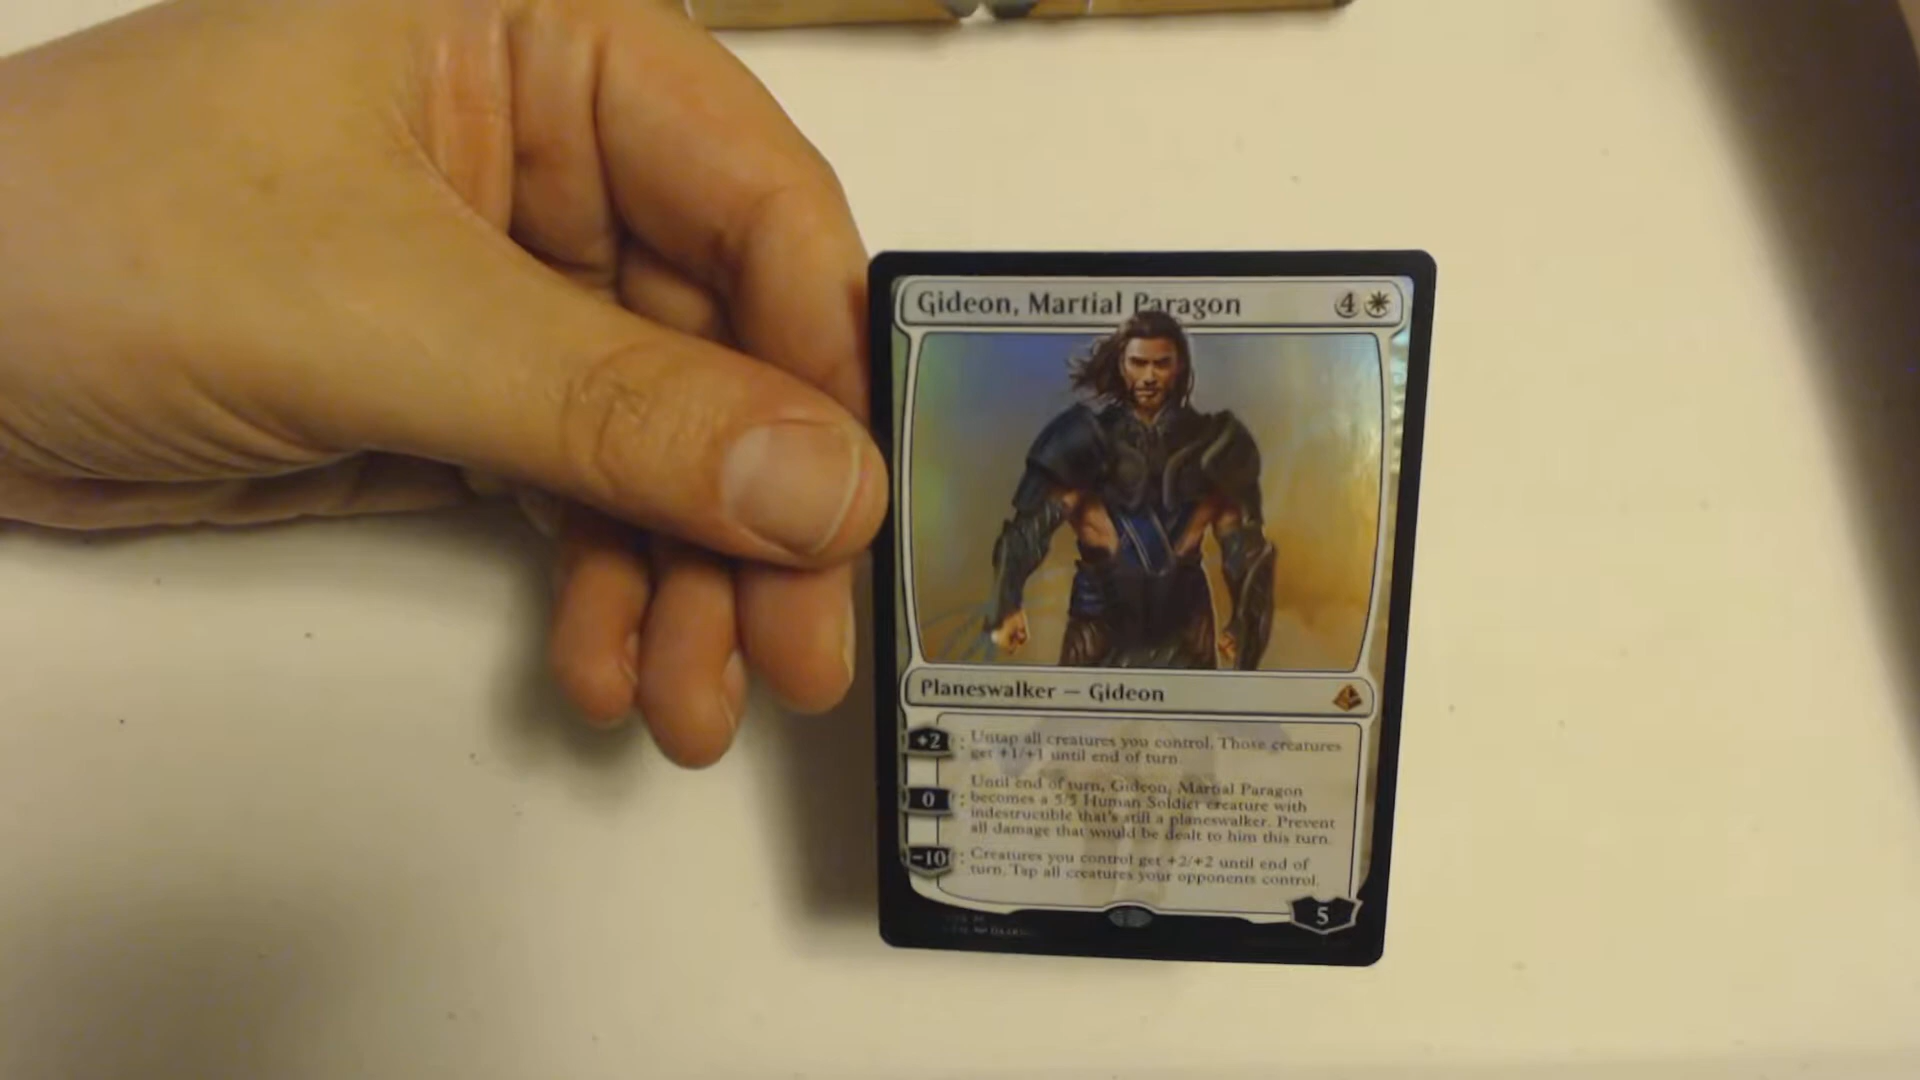 Gideon, Martial Paragon 4
Planeswalker — Gideon
+2 : Untap all creatures you control. Those creatures
get +1/+1 until end of turn.
Until end of turn, Gideon, Martial Paragon
0 : becomes a 5/5 Human Soldier creature with
indestructible that's still a planeswalker. Prevent
all damage that would be dealt to him this turn.
−10 : Creatures you control get +2/+2 until end of
turn. Tap all creatures your opponents control.
5